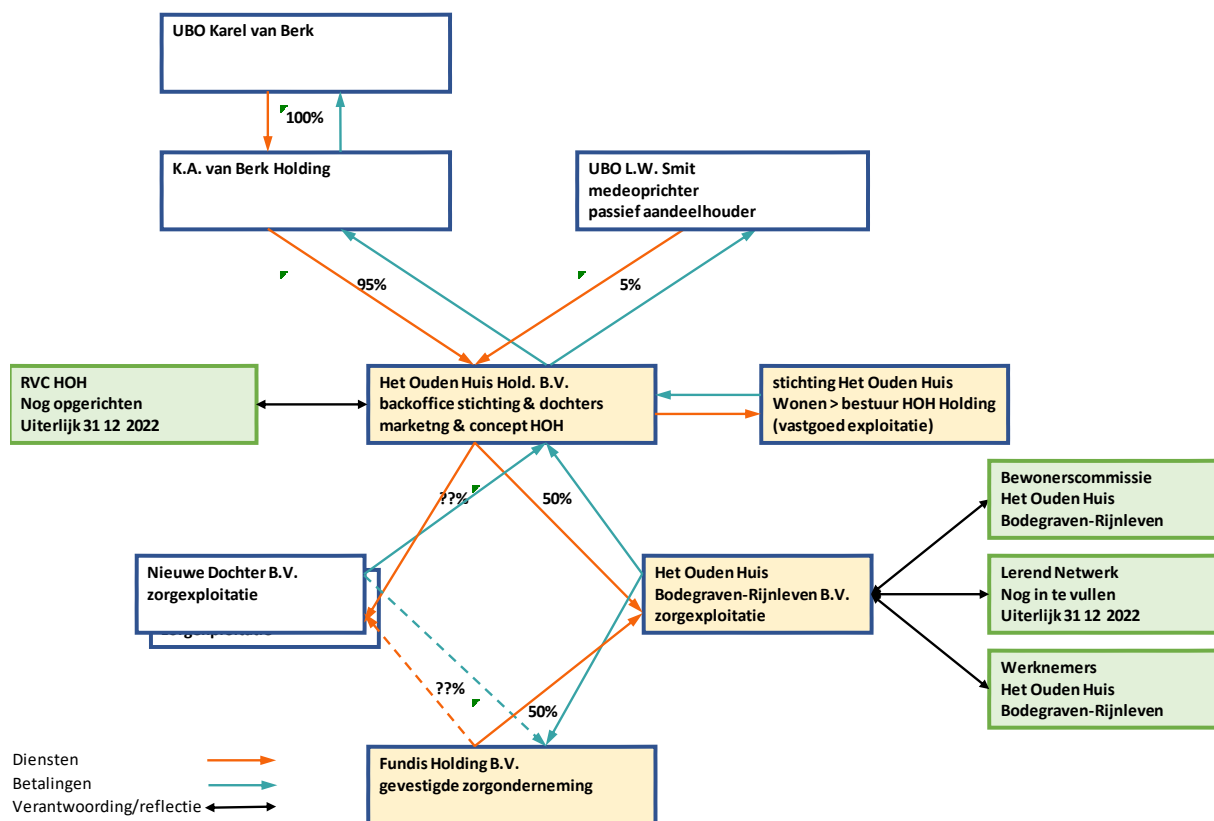 UBO Karel van Berk
100%
K.A. van Berk Holding
UBO L.W. Smit
medeoprichter
passief aandeelhouder
95%
5%
RVC HOH
Nog opgerichten
Uiterlijk 31 12 2022
Het Ouden Huis Hold. B.V.
backoffice stichting & dochters
marketng & concept HOH
stichting Het Ouden Huis
Wonen > bestuur HOH Holding
(vastgoed exploitatie)
??%
50%
Bewonerscommissie
Het Ouden Huis
Bodegraven-Rijnleven
Nieuwe Dochter B.V.
zorgexploitatie
zorgexploitatie
Het Ouden Huis
Bodegraven-Rijnleven B.V.
zorgexploitatie
Lerend Netwerk
Nog in te vullen
Uiterlijk 31 12 2022
Werknemers
Het Ouden Huis
Bodegraven-Rijnleven
??%
50%
Fundis Holding B.V.
gevestigde zorgonderneming
Diensten
Betalingen
Verantwoording/reflectie